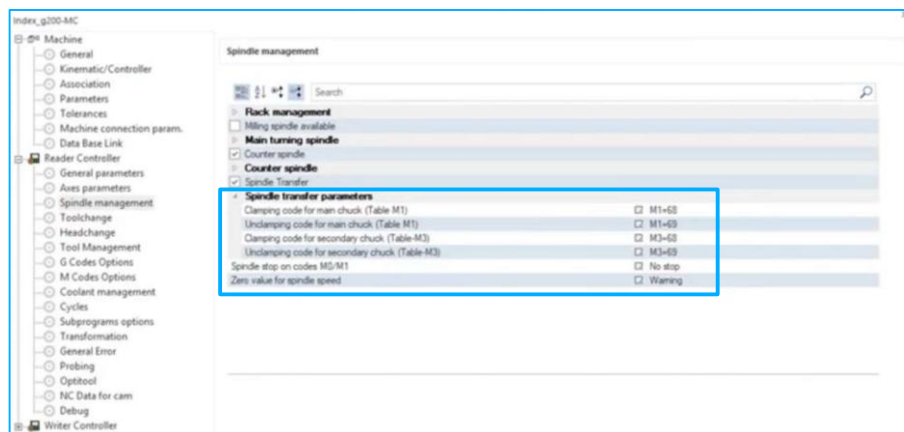 Index_g200-MC
Machine
General
Kinematic/Controller
Association
Parameters
Tolerances
Machine connection param.
Data Base Link
Reader Controller
General parameters
Axes parameters
Spindle management
Toolchange
Headchange
Tool Management
G Codes Options
M Codes Options
Coolant management
Cycles
Subprograms options
Transformation
General Error
Probing
Optitool
NC Data for cam
Debug
Writer Controller
Spindle management
Search
Rack management
Milling spindle available
Main turning spindle
Counter spindle
Counter spindle
Spindle Transfer
Spindle transfer parameters
Clamping code for main chuck (Table M1) M1=68
Unclamping code for main chuck (Table M1) M1=69
Clamping code for secondary chuck (Table-M3) M3=68
Unclamping code for secondary chuck (Table-M3) M3=69
Spindle stop on codes M0/M1 No stop
Zero value for spindle speed Warning